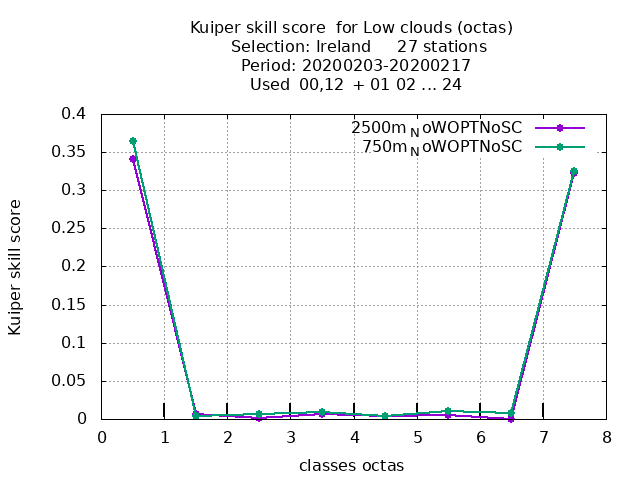 Kuiper skill score  for Low clouds (octas)
Selection: Ireland     27 stations
Period: 20200203-20200217
Used  00,12  + 01 02 ... 24
2500m_NoWOPTNoSC
750m_NoWOPTNoSC
0.4
0.35
0.3
0.25
0.2
0.15
0.1
0.05
0
Kuiper skill score
0 1 2 3 4 5 6 7 8
classes octas